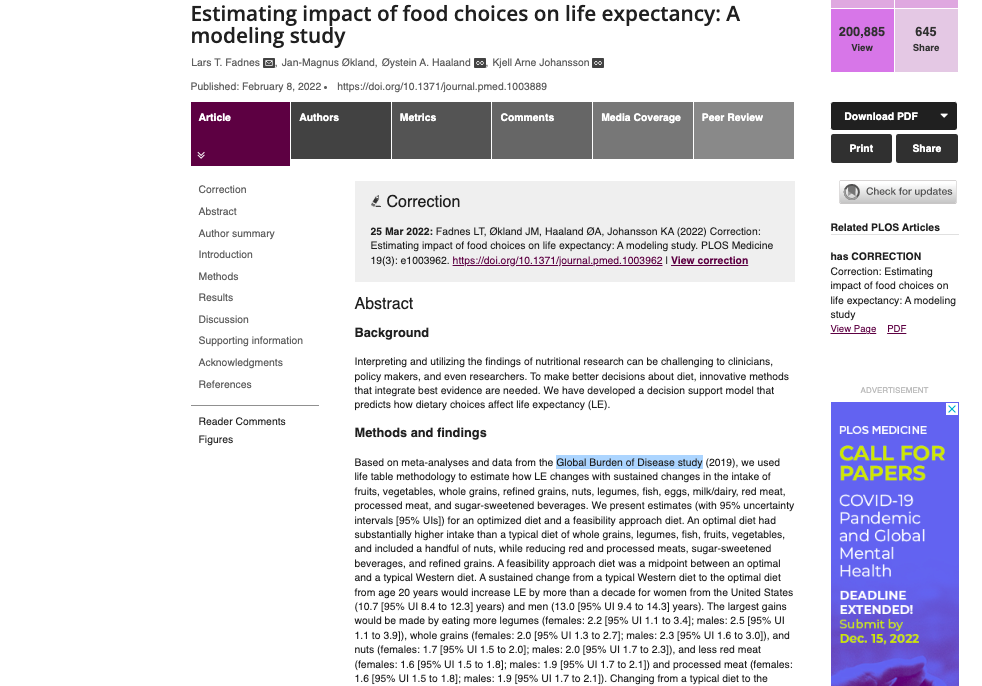 Estimating impact of food choices on life expectancy: A
modeling study
Lars T. Fadnes, Jan-Magnus Økland, Øystein A. Haaland, Kjell Arne Johansson
Published: February 8, 2022 • https://doi.org/10.1371/journal.pmed.1003889
200,885
View
645
Share
Article
Authors
Metrics
Comments
Media Coverage
Peer Review
Download PDF
Print
Share
Check for updates
Correction
Abstract
Author summary
Introduction
Methods
Results
Discussion
Supporting information
Acknowledgments
References
Reader Comments
Figures
Correction
25 Mar 2022: Fadnes LT, Økland JM, Haaland ØA, Johansson KA (2022) Correction:
Estimating impact of food choices on life expectancy: A modeling study. PLOS Medicine
19(3): e1003962. https://doi.org/10.1371/journal.pmed.1003962 | View correction
Abstract
Background
Interpreting and utilizing the findings of nutritional research can be challenging to clinicians,
policy makers, and even researchers. To make better decisions about diet, innovative methods
that integrate best evidence are needed. We have developed a decision support model that
predicts how dietary choices affect life expectancy (LE).
Methods and findings
Based on meta-analyses and data from the Global Burden of Disease study (2019), we used
life table methodology to estimate how LE changes with sustained changes in the intake of
fruits, vegetables, whole grains, refined grains, nuts, legumes, fish, eggs, milk/dairy, red meat,
processed meat, and sugar-sweetened beverages. We present estimates (with 95% uncertainty
intervals [95% UIs]) for an optimized diet and a feasibility approach diet. An optimal diet had
substantially higher intake than a typical diet of whole grains, legumes, fish, fruits, vegetables,
and included a handful of nuts, while reducing red and processed meats, sugar-sweetened
beverages, and refined grains. A feasibility approach diet was a midpoint between an optimal
and a typical Western diet. A sustained change from a typical Western diet to the optimal diet
from age 20 years would increase LE by more than a decade for women from the United States
(10.7 [95% UI 8.4 to 12.3] years) and men (13.0 [95% UI 9.4 to 14.3] years). The largest gains
would be made by eating more legumes (females: 2.2 [95% UI 1.1 to 3.4]; males: 2.5 [95% UI
1.1 to 3.9]), whole grains (females: 2.0 [95% UI 1.3 to 2.7]; males: 2.3 [95% UI 1.6 to 3.0]), and
nuts (females: 1.7 [95% UI 1.5 to 2.0]; males: 2.0 [95% UI 1.7 to 2.3]), and less red meat
(females: 1.6 [95% UI 1.5 to 1.8]; males: 1.9 [95% UI 1.7 to 2.1]) and processed meat (females:
1.6 [95% UI 1.5 to 1.8]; males: 1.9 [95% UI 1.7 to 2.1]). Changing from a typical diet to the
Related PLOS Articles
has CORRECTION
Correction: Estimating
impact of food choices on
life expectancy: A modeling
study
View Page PDF
ADVERTISEMENT
PLOS MEDICINE
CALL FOR
PAPERS
COVID-19
Pandemic
and Global
Mental
Health
DEADLINE
EXTENDED!
Submit by
Dec. 15, 2022